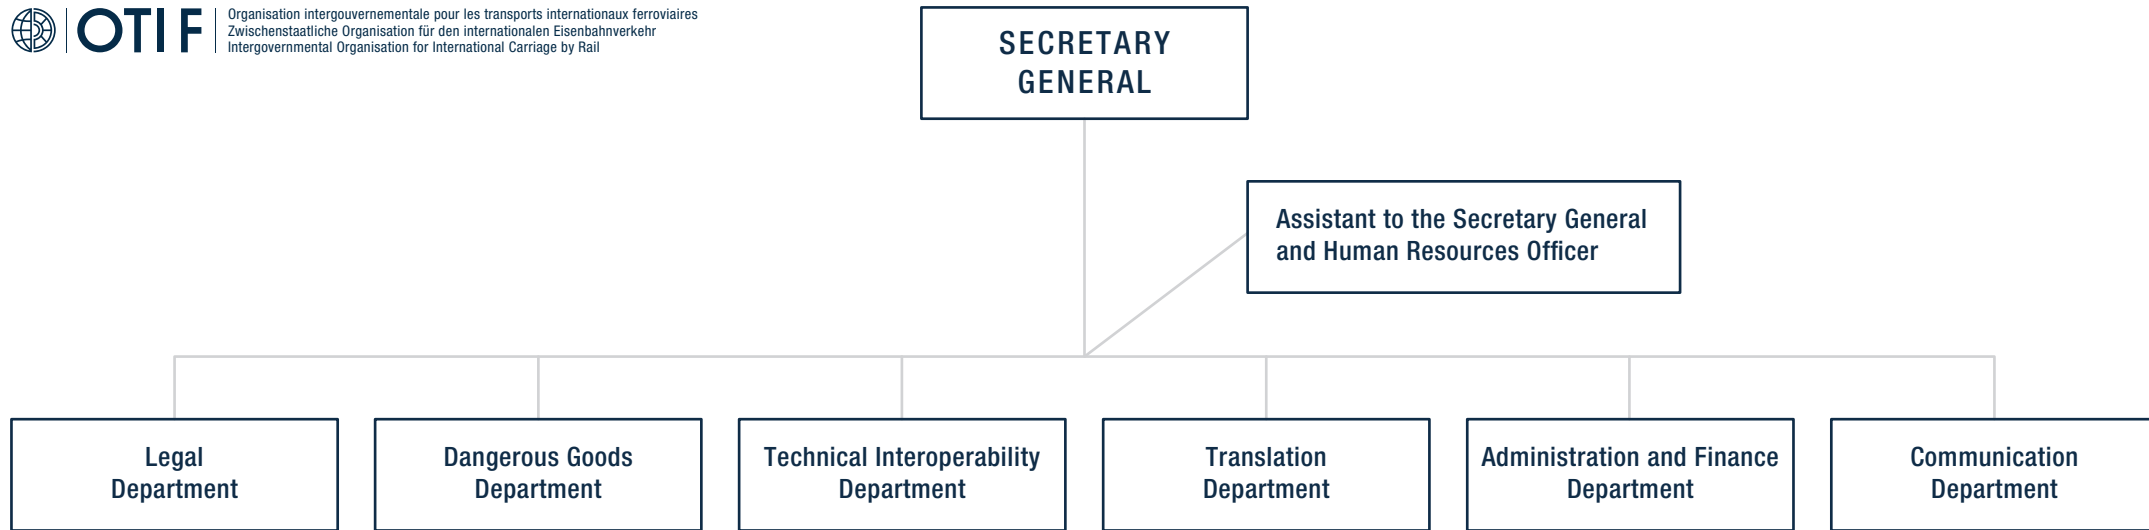 OTIF
Organisation intergouvernementale pour les transports internationaux ferroviaires
Zwischenstaatliche Organisation für den internationalen Eisenbahnverkehr
Intergovernmental Organisation for International Carriage by Rail
SECRETARY
GENERAL
Assistant to the Secretary General
and Human Resources Officer
Legal
Department
Dangerous Goods
Department
Technical Interoperability
Department
Translation
Department
Administration and Finance
Department
Communication
Department